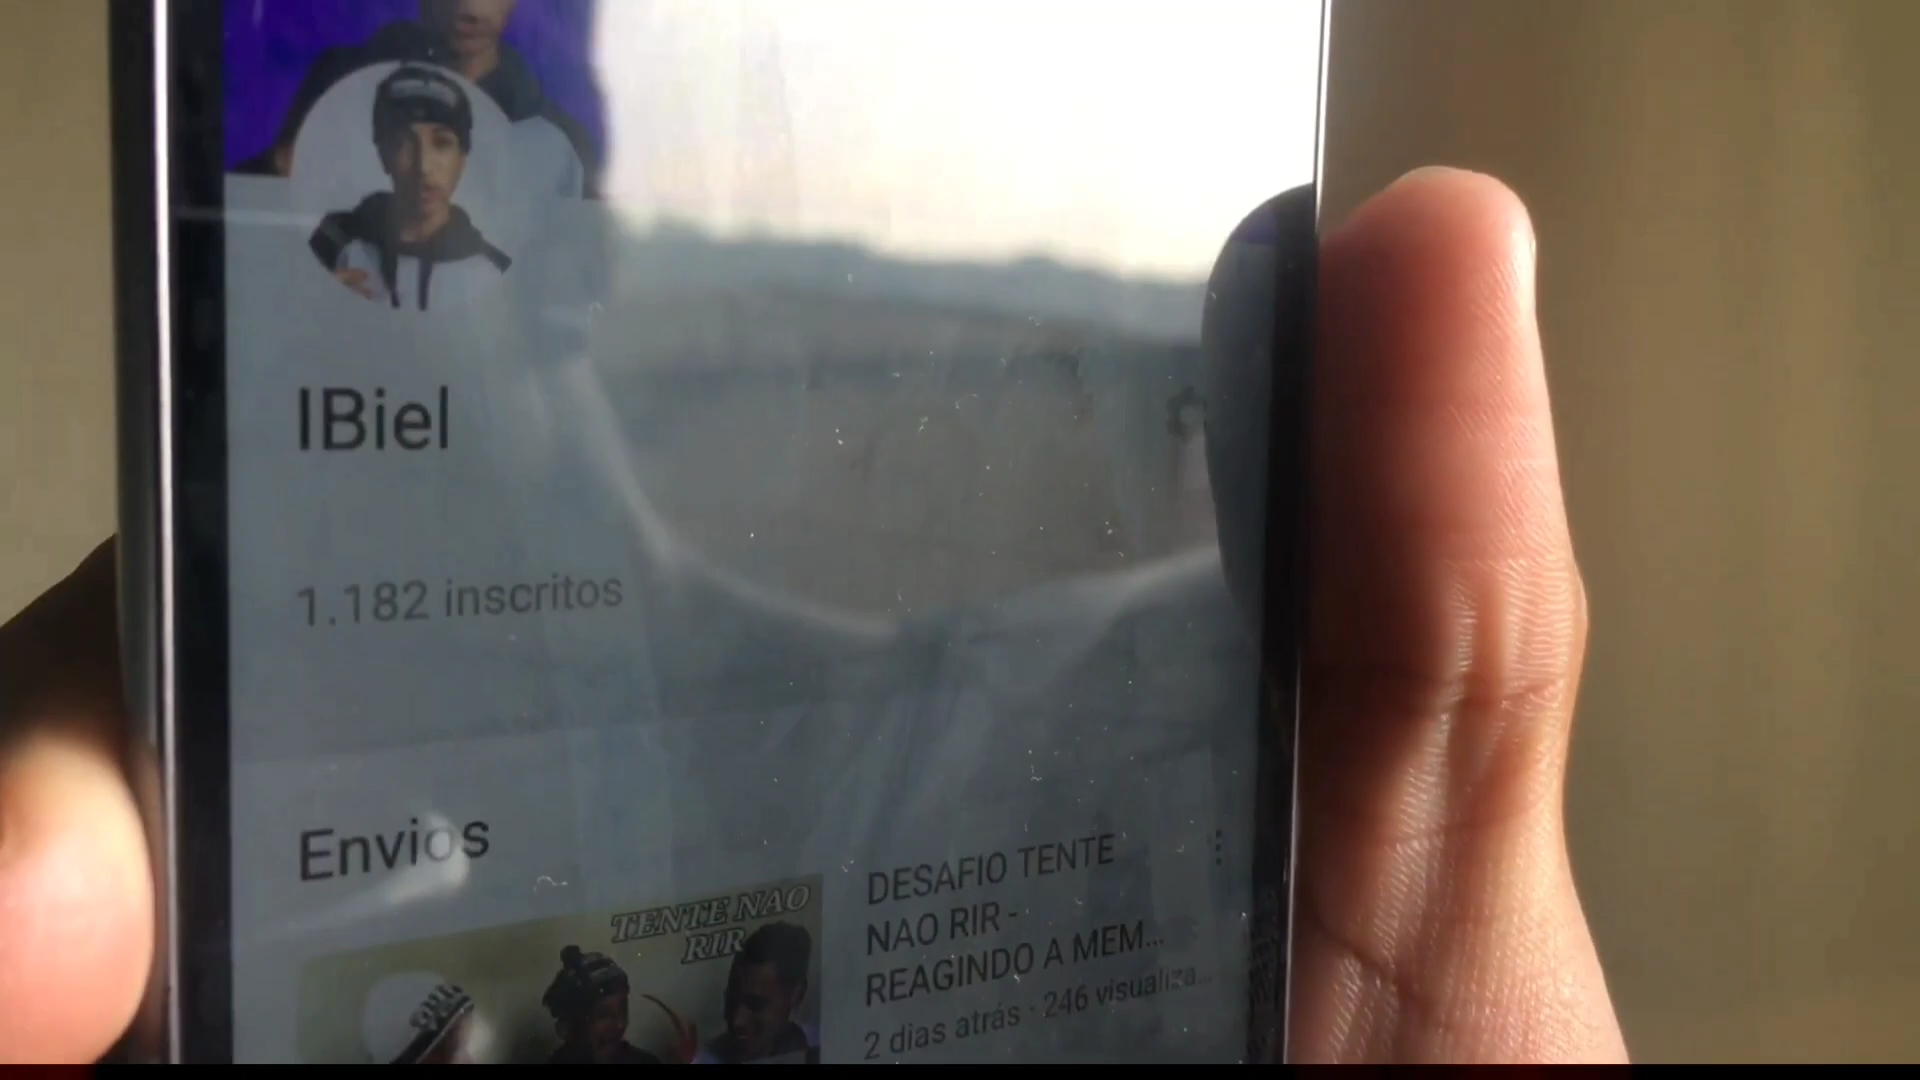 IBiel
1.182 inscritos
Envios
TENTE NAO
RIR
DESAFIO TENTE
NAO RIR -
REAGINDO A MEM...
2 dias atrás · 246 visualiza...